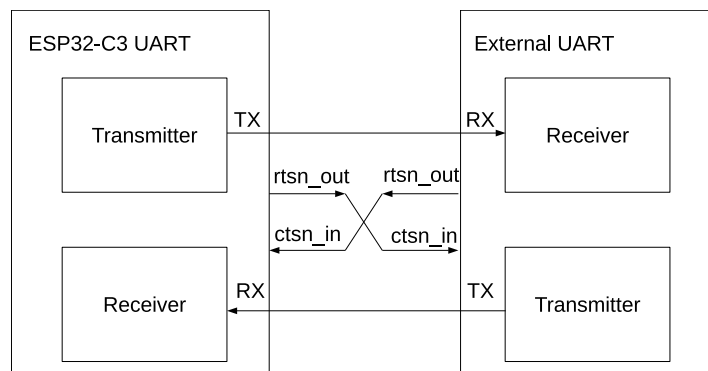 ESP32-C3 UART
External UART
Transmitter
TX
RX
Receiver
rtsn_out
rtsn_out
ctsn_in
ctsn_in
Receiver
RX
TX
Transmitter